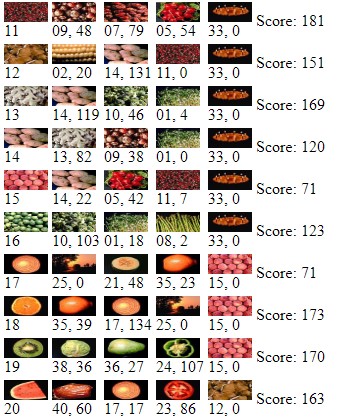 11 09, 48 07, 79 05, 54 33, 0 Score: 181
12 02, 20 14, 131 11, 0 33, 0 Score: 151
13 14, 119 10, 46 01, 4 33, 0 Score: 169
14 13, 82 09, 38 01, 0 33, 0 Score: 120
15 14, 22 05, 42 11, 7 33, 0 Score: 71
16 10, 103 01, 18 08, 2 33, 0 Score: 123
17 25, 0 21, 48 35, 23 15, 0 Score: 71
18 35, 39 17, 134 25, 0 15, 0 Score: 173
19 38, 36 36, 27 24, 107 15, 0 Score: 170
20 40, 60 17, 17 23, 86 12, 0 Score: 163